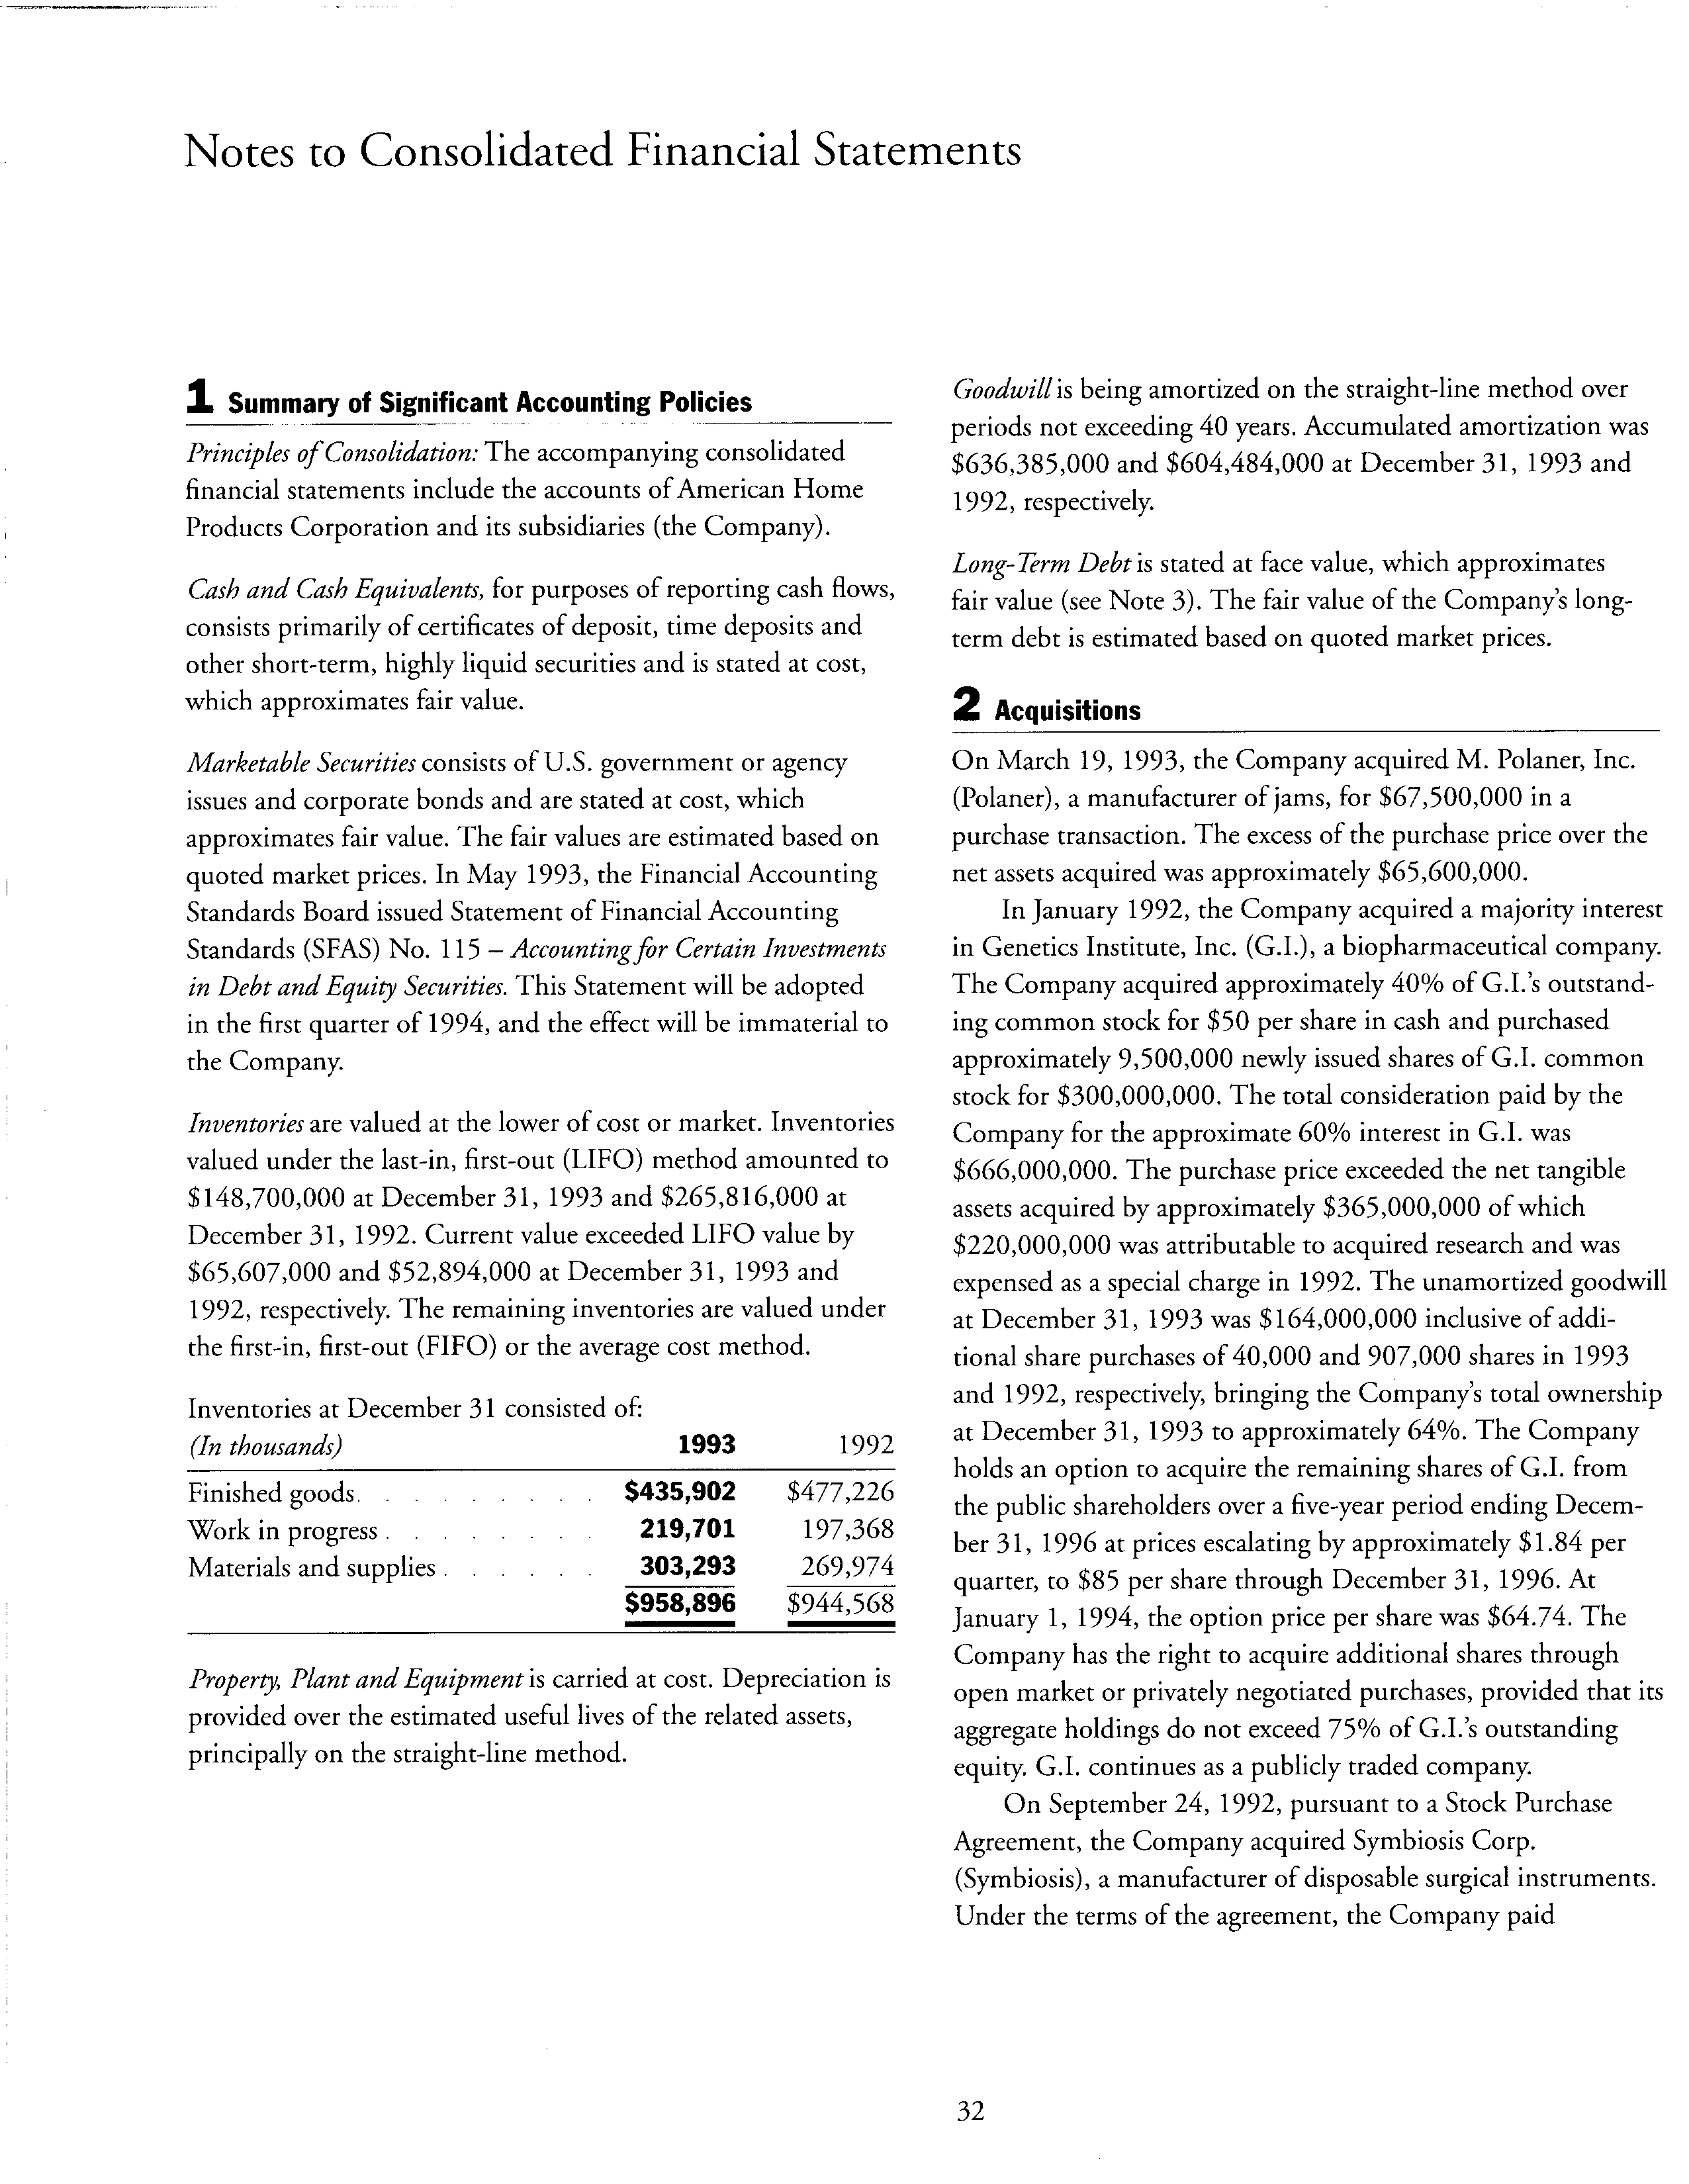 Notes to Consolidated Financial Statements
1 Summary of Significant Accounting Policies
Principles of Consolidation: The accompanying consolidated
financial statements include the accounts of American Home
Products Corporation and its subsidiaries (the Company).
Cash and Cash Equivalents, for purposes of reporting cash flows,
consists primarily of certificates of deposit, time deposits and
other short-term, highly liquid securities and is stated at cost,
which approximates fair value.
Marketable Securities consists of U.S. government or agency
issues and corporate bonds and are stated at cost, which
approximates fair value. The fair values are estimated based on
quoted market prices. In May 1993, the Financial Accounting
Standards Board issued Statement of Financial Accounting
Standards (SFAS) No. 115 – Accounting for Certain Investments
in Debt and Equity Securities. This Statement will be adopted
in the first quarter of 1994, and the effect will be immaterial to
the Company.
Inventories are valued at the lower of cost or market. Inventories
valued under the last-in, first-out (LIFO) method amounted to
$148,700,000 at December 31, 1993 and $265,816,000 at
December 31, 1992. Current value exceeded LIFO value by
$65,607,000 and $52,894,000 at December 31, 1993 and
1992, respectively. The remaining inventories are valued under
the first-in, first-out (FIFO) or the average cost method.
Inventories at December 31 consisted of:
(In thousands) 1993 1992
Finished goods. . . . . . . . . $435,902 $477,226
Work in progress . . . . . . . . 219,701 197,368
Materials and supplies . . . . . . 303,293 269,974
$958,896 $944,568
Property, Plant and Equipment is carried at cost. Depreciation is
provided over the estimated useful lives of the related assets,
principally on the straight-line method.
Goodwill is being amortized on the straight-line method over
periods not exceeding 40 years. Accumulated amortization was
$636,385,000 and $604,484,000 at December 31, 1993 and
1992, respectively.
Long-Term Debt is stated at face value, which approximates
fair value (see Note 3). The fair value of the Company's long-
term debt is estimated based on quoted market prices.
2 Acquisitions
On March 19, 1993, the Company acquired M. Polaner, Inc.
(Polaner), a manufacturer of jams, for $67,500,000 in a
purchase transaction. The excess of the purchase price over the
net assets acquired was approximately $65,600,000.
In January 1992, the Company acquired a majority interest
in Genetics Institute, Inc. (G.I.), a biopharmaceutical company.
The Company acquired approximately 40% of G.I.'s outstand-
ing common stock for $50 per share in cash and purchased
approximately 9,500,000 newly issued shares of G.I. common
stock for $300,000,000. The total consideration paid by the
Company for the approximate 60% interest in G.I. was
$666,000,000. The purchase price exceeded the net tangible
assets acquired by approximately $365,000,000 of which
$220,000,000 was attributable to acquired research and was
expensed as a special charge in 1992. The unamortized goodwill
at December 31, 1993 was $164,000,000 inclusive of addi-
tional share purchases of 40,000 and 907,000 shares in 1993
and 1992, respectively, bringing the Company's total ownership
at December 31, 1993 to approximately 64%. The Company
holds an option to acquire the remaining shares of G.I. from
the public shareholders over a five-year period ending Decem-
ber 31, 1996 at prices escalating by approximately $1.84 per
quarter, to $85 per share through December 31, 1996. At
January 1, 1994, the option price per share was $64.74. The
Company has the right to acquire additional shares through
open market or privately negotiated purchases, provided that its
aggregate holdings do not exceed 75% of G.I.'s outstanding
equity. G.I. continues as a publicly traded company.
On September 24, 1992, pursuant to a Stock Purchase
Agreement, the Company acquired Symbiosis Corp.
(Symbiosis), a manufacturer of disposable surgical instruments.
Under the terms of the agreement, the Company paid
32